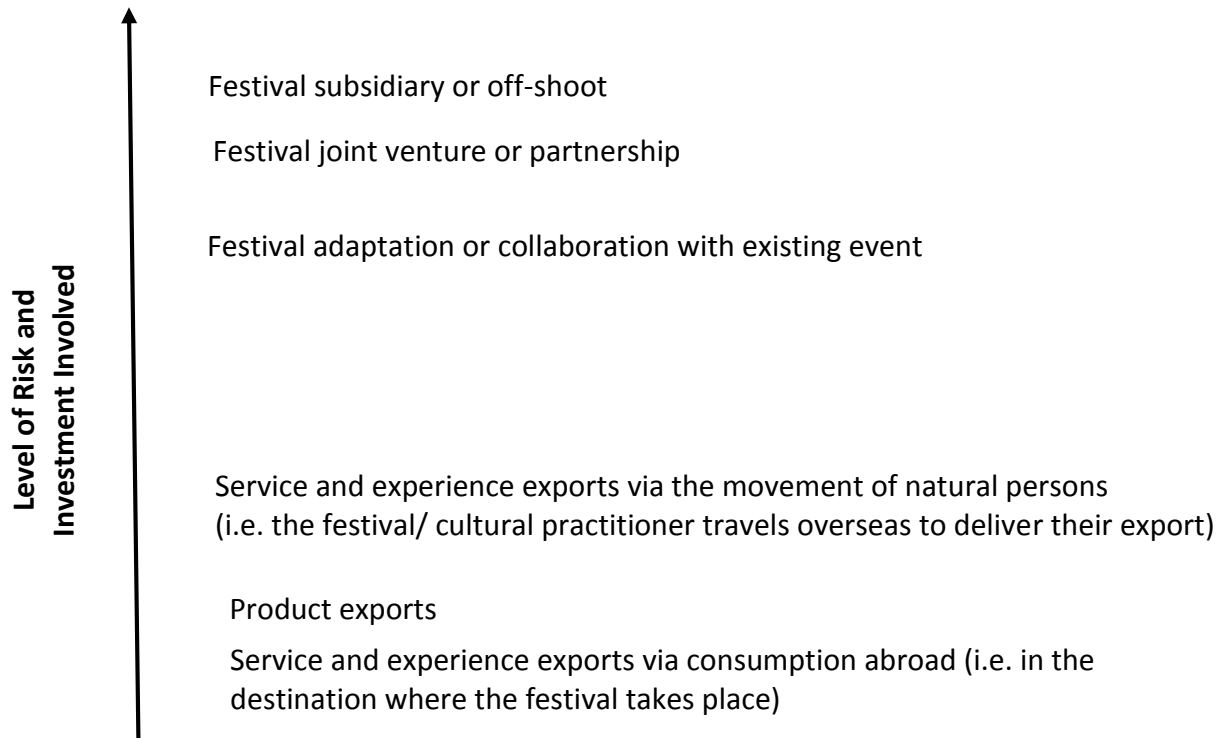 Festival subsidiary or off-shoot
Festival joint venture or partnership
Festival adaptation or collaboration with existing event
Level of Risk and
Investment Involved
Service and experience exports via the movement of natural persons
(i.e. the festival/ cultural practitioner travels overseas to deliver their export)
Product exports
Service and experience exports via consumption abroad (i.e. in the
destination where the festival takes place)